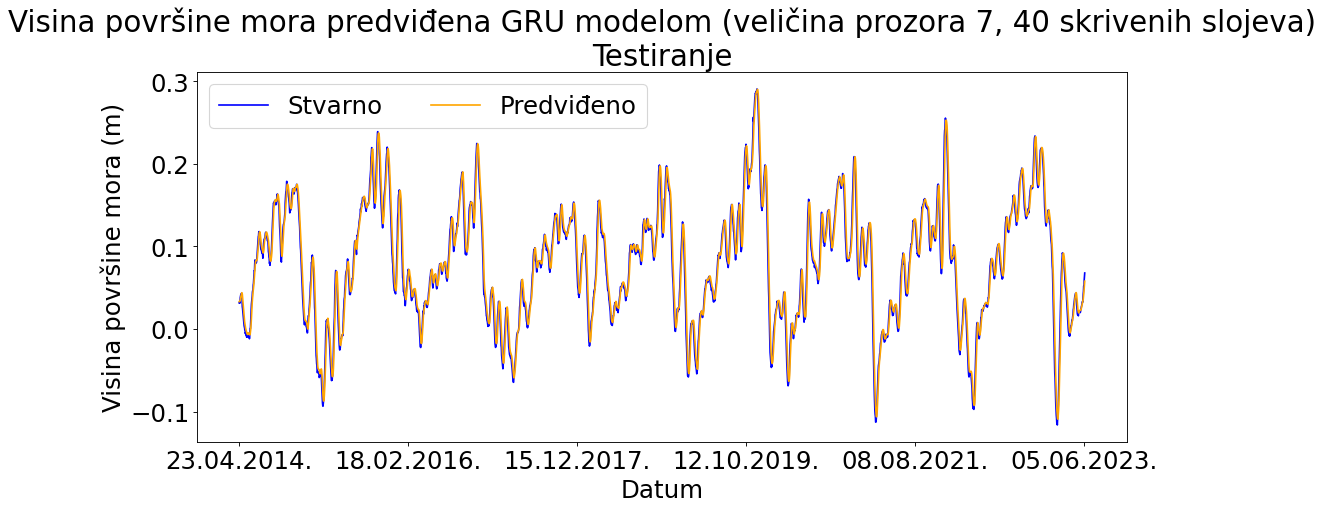 Visina površine mora predviđena GRU modelom (veličina prozora 7, 40 skrivenih slojeva)
Testiranje
Stvarno
Predviđeno
Visina površine mora (m)
0.3
0.2
0.1
0.0
−0.1
23.04.2014.
18.02.2016.
15.12.2017.
12.10.2019.
08.08.2021.
05.06.2023.
Datum